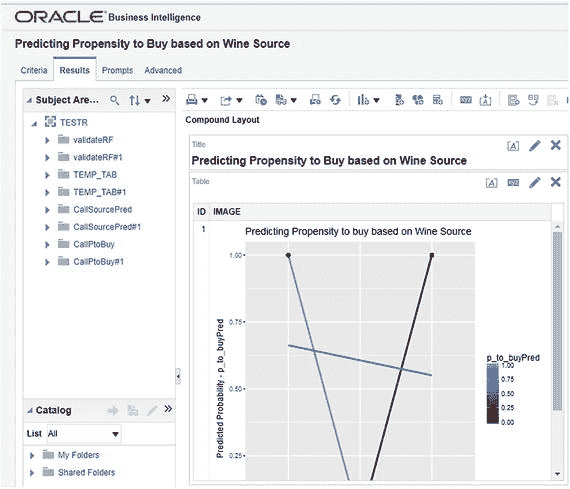 ORACLE Business Intelligence
Predicting Propensity to Buy based on Wine Source
Criteria Results Prompts Advanced
Subject Are...
TESTR
validateRF
validateRF#1
TEMP_TAB
TEMP_TAB#1
CallSourcePred
CallSourcePred#1
CallPtoBuy
CallPtoBuy#1
Catalog
List All
My Folders
Shared Folders
Compound Layout
Title
Predicting Propensity to Buy based on Wine Source
Table
ID IMAGE
1
Predicting Propensity to buy based on Wine Source
1.00
0.75
0.50
0.25
Predicted Probability - p_to_buyPred
p_to_buyPred
1.00
0.75
0.50
0.25
0.00